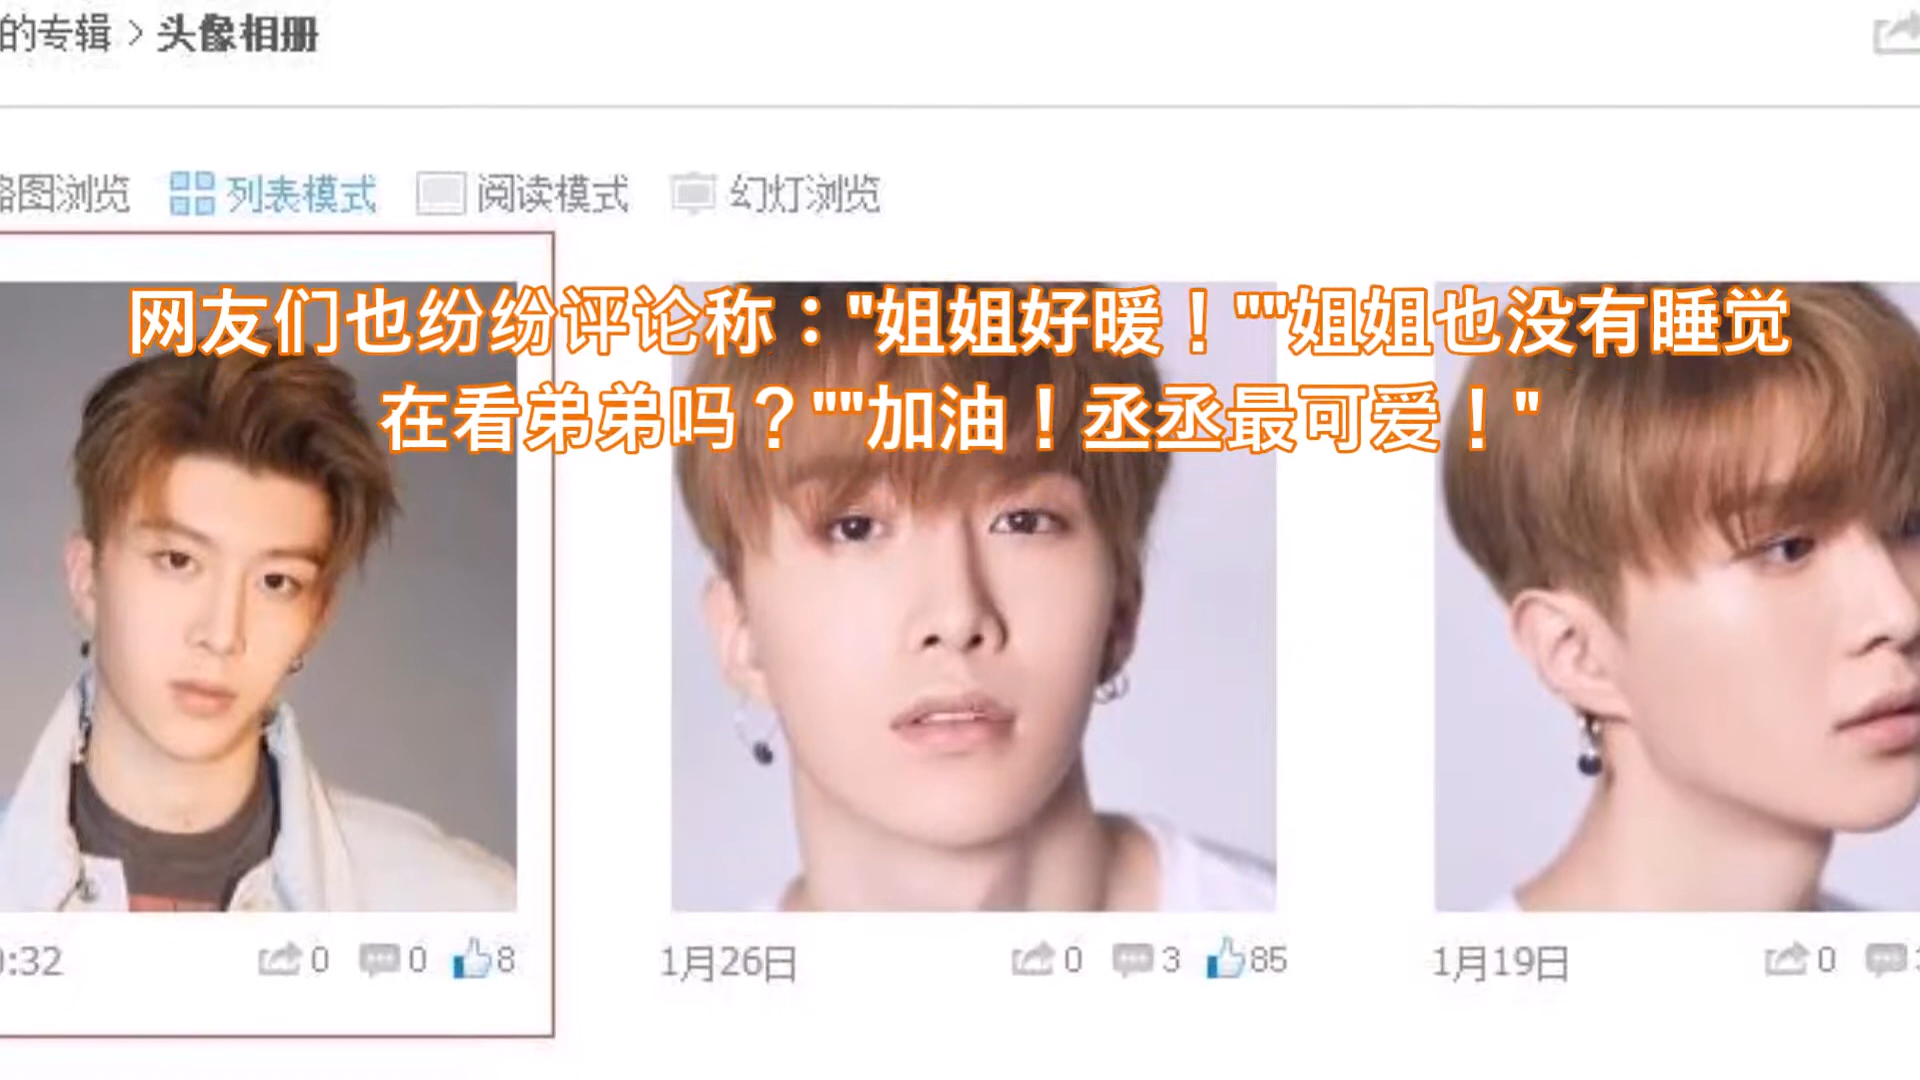 的专辑 > 头像相册
图浏览 列表模式 阅读模式 幻灯浏览
网友们也纷纷评论称："姐姐好暖！""姐姐也没有睡觉
在看弟弟吗？""加油！丞丞最可爱！"
:32 0 0 8 1月26日 0 3 85 1月19日 0